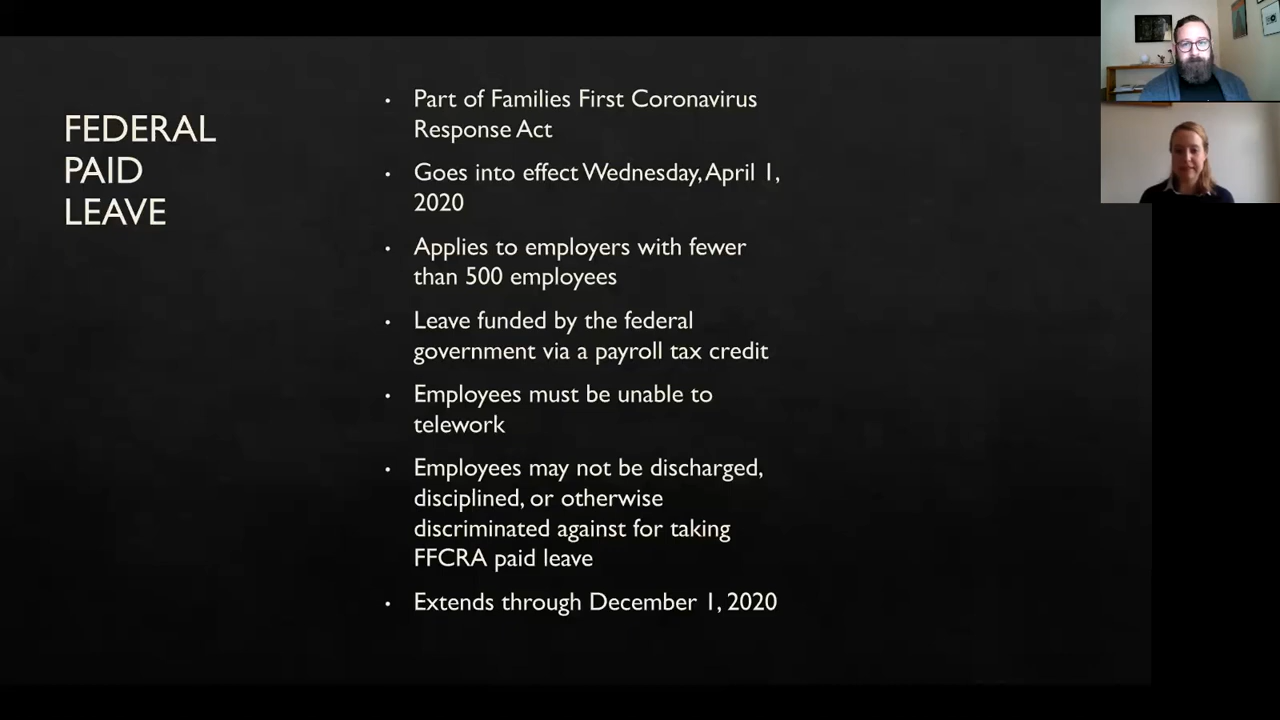 FEDERAL
PAID
LEAVE
• Part of Families First Coronavirus
Response Act
• Goes into effect Wednesday, April 1,
2020
• Applies to employers with fewer
than 500 employees
• Leave funded by the federal
government via a payroll tax credit
• Employees must be unable to
telework
• Employees may not be discharged,
disciplined, or otherwise
discriminated against for taking
FFCRA paid leave
• Extends through December 1, 2020